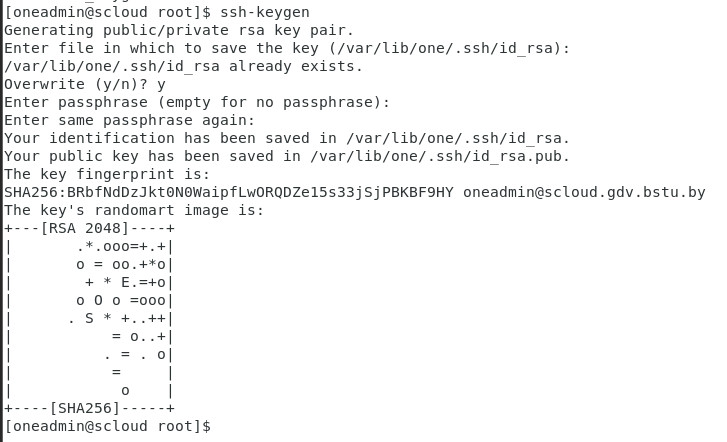 [oneadmin@scloud root]$ ssh-keygen
Generating public/private rsa key pair.
Enter file in which to save the key (/var/lib/one/.ssh/id_rsa):
/var/lib/one/.ssh/id_rsa already exists.
Overwrite (y/n)? y
Enter passphrase (empty for no passphrase):
Enter same passphrase again:
Your identification has been saved in /var/lib/one/.ssh/id_rsa.
Your public key has been saved in /var/lib/one/.ssh/id_rsa.pub.
The key fingerprint is:
SHA256:BRbfNdDzJkt0N0WaipfLwORQDZe15s33jSjPBKBF9HY oneadmin@scloud.gdv.bstu.by
The key's randomart image is:
+---[RSA 2048]----+
|       .*.ooo=+.+|
|       o = oo.+*o|
|        + * E.=+o|
|       o O o =ooo|
|      . S * +..++|
|           = o..+|
|          . = . o|
|           =     |
|            o    |
+----[SHA256]-----+
[oneadmin@scloud root]$